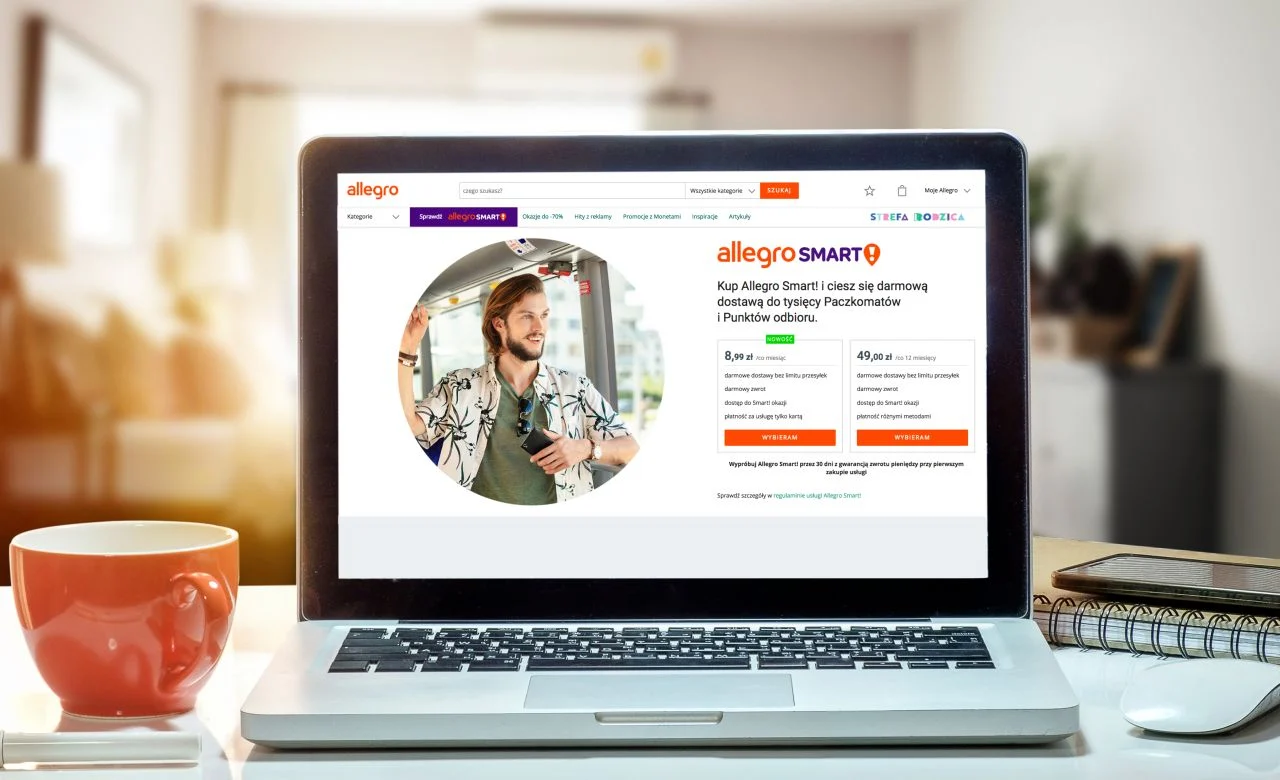 allegro
czego szukasz?
Wszystkie kategorie
SZUKAJ
Moje Allegro
Kategorie
Sprawdź allegro SMART!
Okazje do -70%
Hity z reklamy
Promocje z Monetami
Inspiracje
Artykuły
STREFA RODZICA
allegro SMART!
Kup Allegro Smart! i ciesz się darmową
dostawą do tysięcy Paczkomatów
i Punktów odbioru.
NOWOŚĆ
8,99 zł /co miesiąc
darmowe dostawy bez limitu przesyłek
darmowy zwrot
dostęp do Smart! okazji
płatność za usługę tylko kartą
WYBIERAM
49,00 zł /co 12 miesięcy
darmowe dostawy bez limitu przesyłek
darmowy zwrot
dostęp do Smart! okazji
płatność różnymi metodami
WYBIERAM
Wypróbuj Allegro Smart! przez 30 dni z gwarancją zwrotu pieniędzy przy pierwszym
zakupie usługi
Sprawdź szczegóły w regulaminie usługi Allegro Smart!